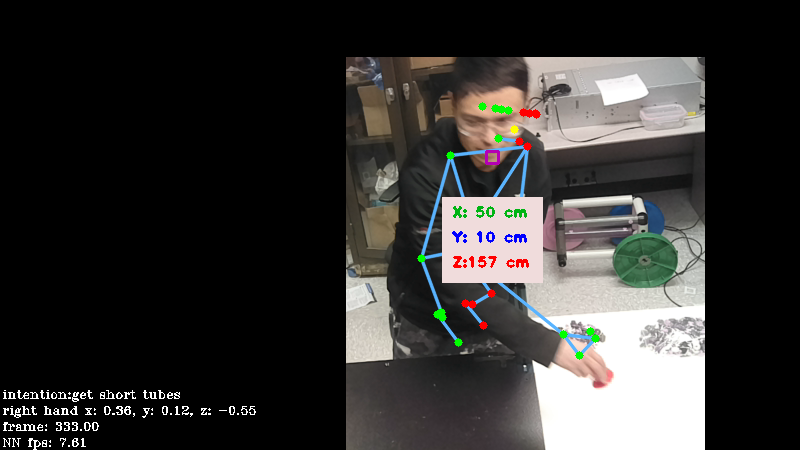 X: 50 cm
Y: 10 cm
Z:157 cm
intention:get short tubes
right hand x: 0.36, y: 0.12, z: −0.55
frame: 333.00
NN fps: 7.61